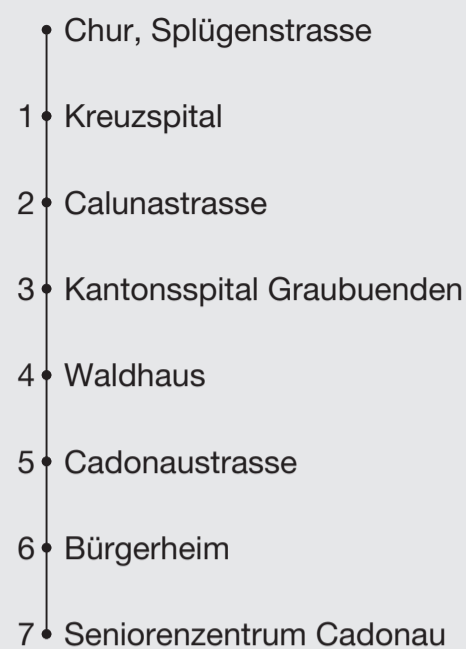 Chur, Splügenstrasse
1 Kreuzspital
2 Calunastrasse
3 Kantonsspital Graubuenden
4 Waldhaus
5 Cadonaustrasse
6 Bürgerheim
7 Seniorenzentrum Cadonau